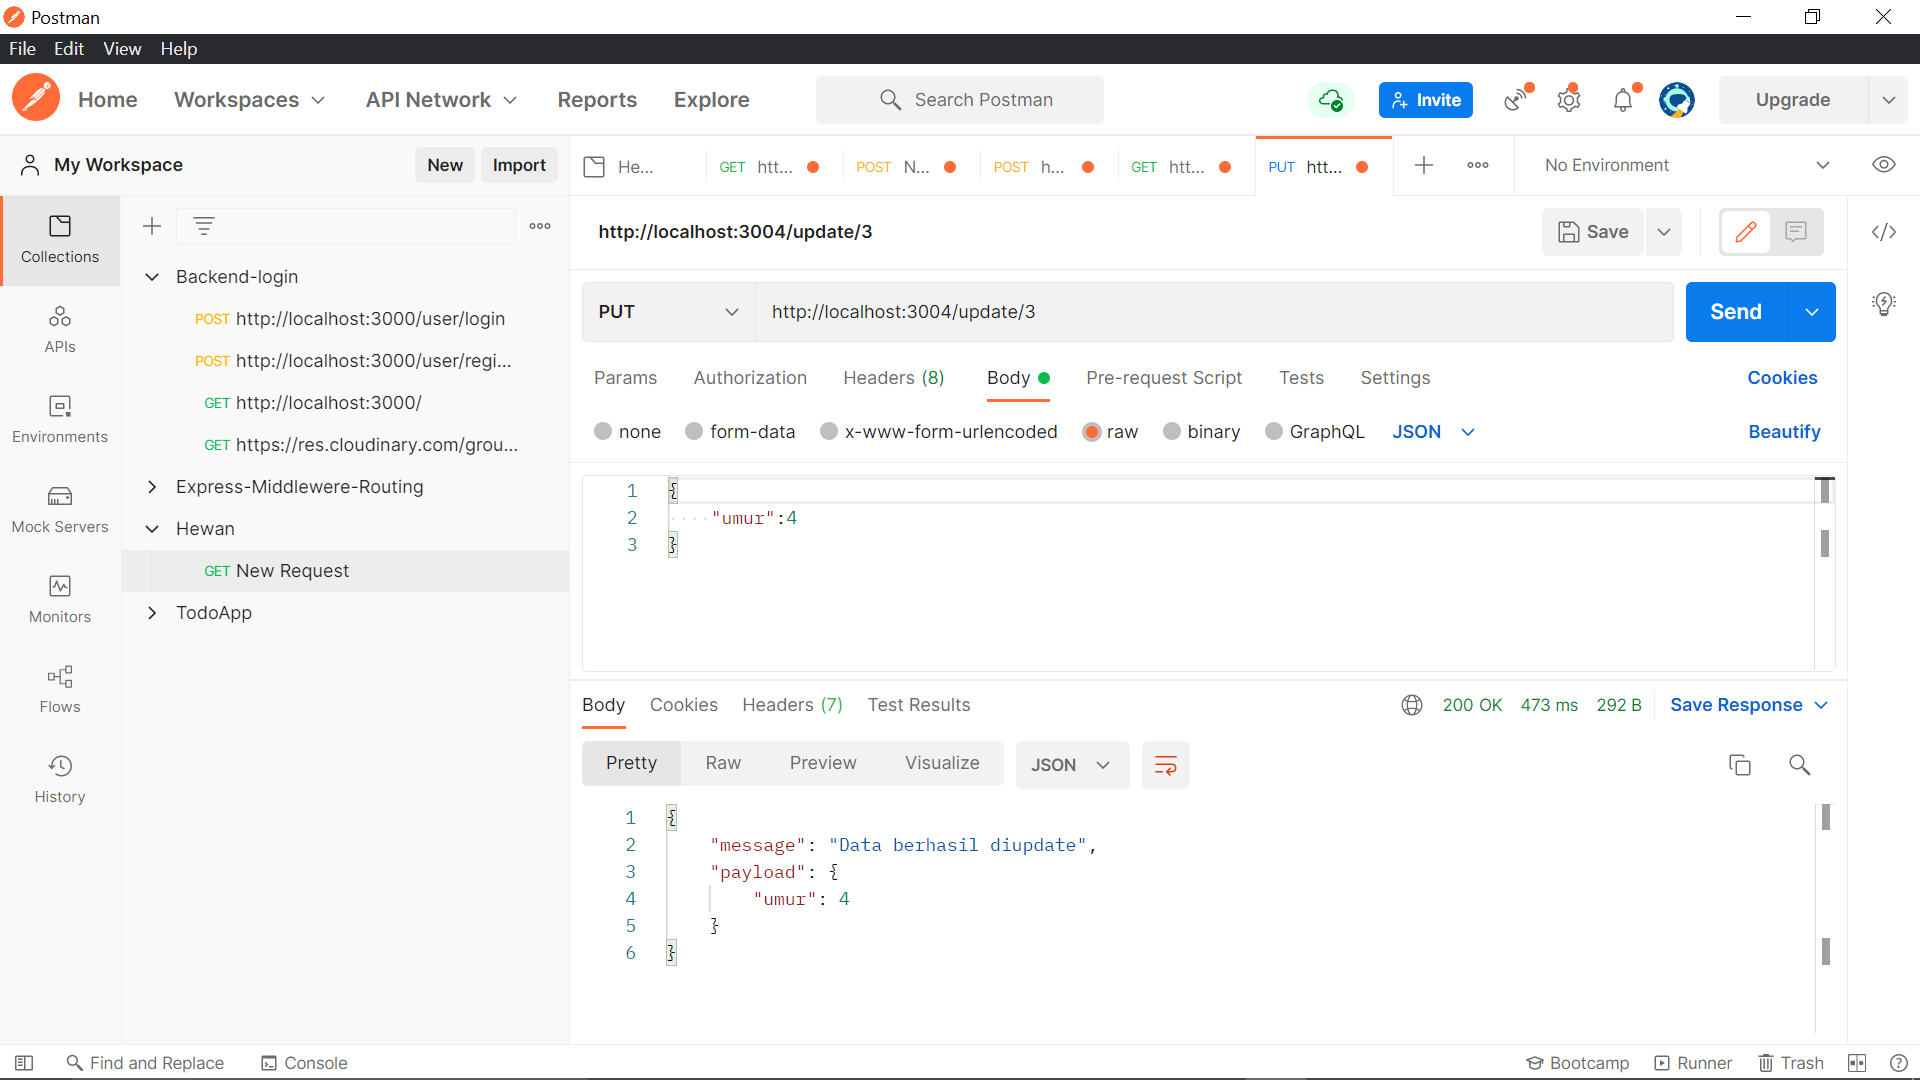 Postman
File Edit View Help
Home Workspaces API Network Reports Explore Search Postman Invite Upgrade
My Workspace New Import
He... GET htt... POST N... POST h... GET htt... PUT htt... No Environment
Collections
APIs
Environments
Mock Servers
Monitors
Flows
History
Backend-login
POST http://localhost:3000/user/login
POST http://localhost:3000/user/regi...
GET http://localhost:3000/
GET https://res.cloudinary.com/grou...
Express-Middlewere-Routing
Hewan
GET New Request
TodoApp
http://localhost:3004/update/3 Save
PUT http://localhost:3004/update/3 Send
Params Authorization Headers (8) Body Pre-request Script Tests Settings Cookies
none form-data x-www-form-urlencoded raw binary GraphQL JSON Beautify
1 {
2 "umur":4
3 }
Body Cookies Headers (7) Test Results 200 OK 473 ms 292 B Save Response
Pretty Raw Preview Visualize JSON
1 {
2 "message": "Data berhasil diupdate",
3 "payload": {
4 "umur": 4
5 }
6 }
Find and Replace Console Bootcamp Runner Trash